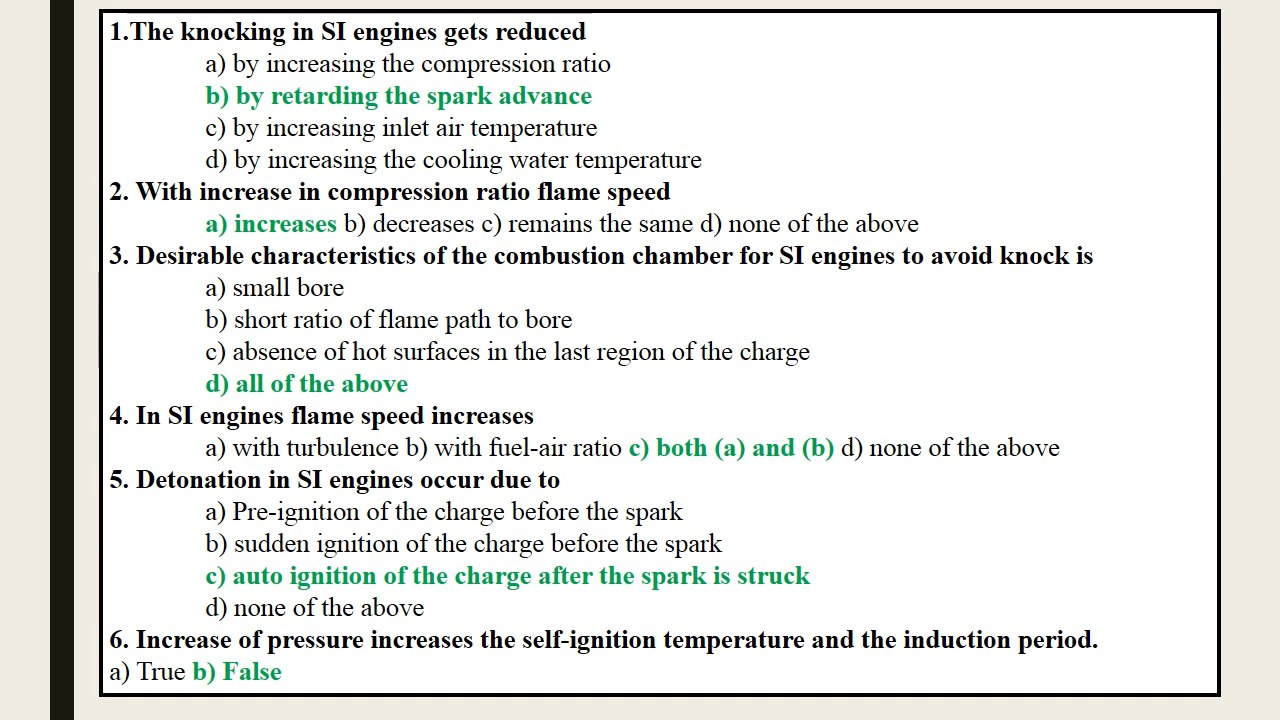 1.The knocking in SI engines gets reduced
a) by increasing the compression ratio
b) by retarding the spark advance
c) by increasing inlet air temperature
d) by increasing the cooling water temperature
2. With increase in compression ratio flame speed
a) increases b) decreases c) remains the same d) none of the above
3. Desirable characteristics of the combustion chamber for SI engines to avoid knock is
a) small bore
b) short ratio of flame path to bore
c) absence of hot surfaces in the last region of the charge
d) all of the above
4. In SI engines flame speed increases
a) with turbulence b) with fuel-air ratio c) both (a) and (b) d) none of the above
5. Detonation in SI engines occur due to
a) Pre-ignition of the charge before the spark
b) sudden ignition of the charge before the spark
c) auto ignition of the charge after the spark is struck
d) none of the above
6. Increase of pressure increases the self-ignition temperature and the induction period.
a) True b) False